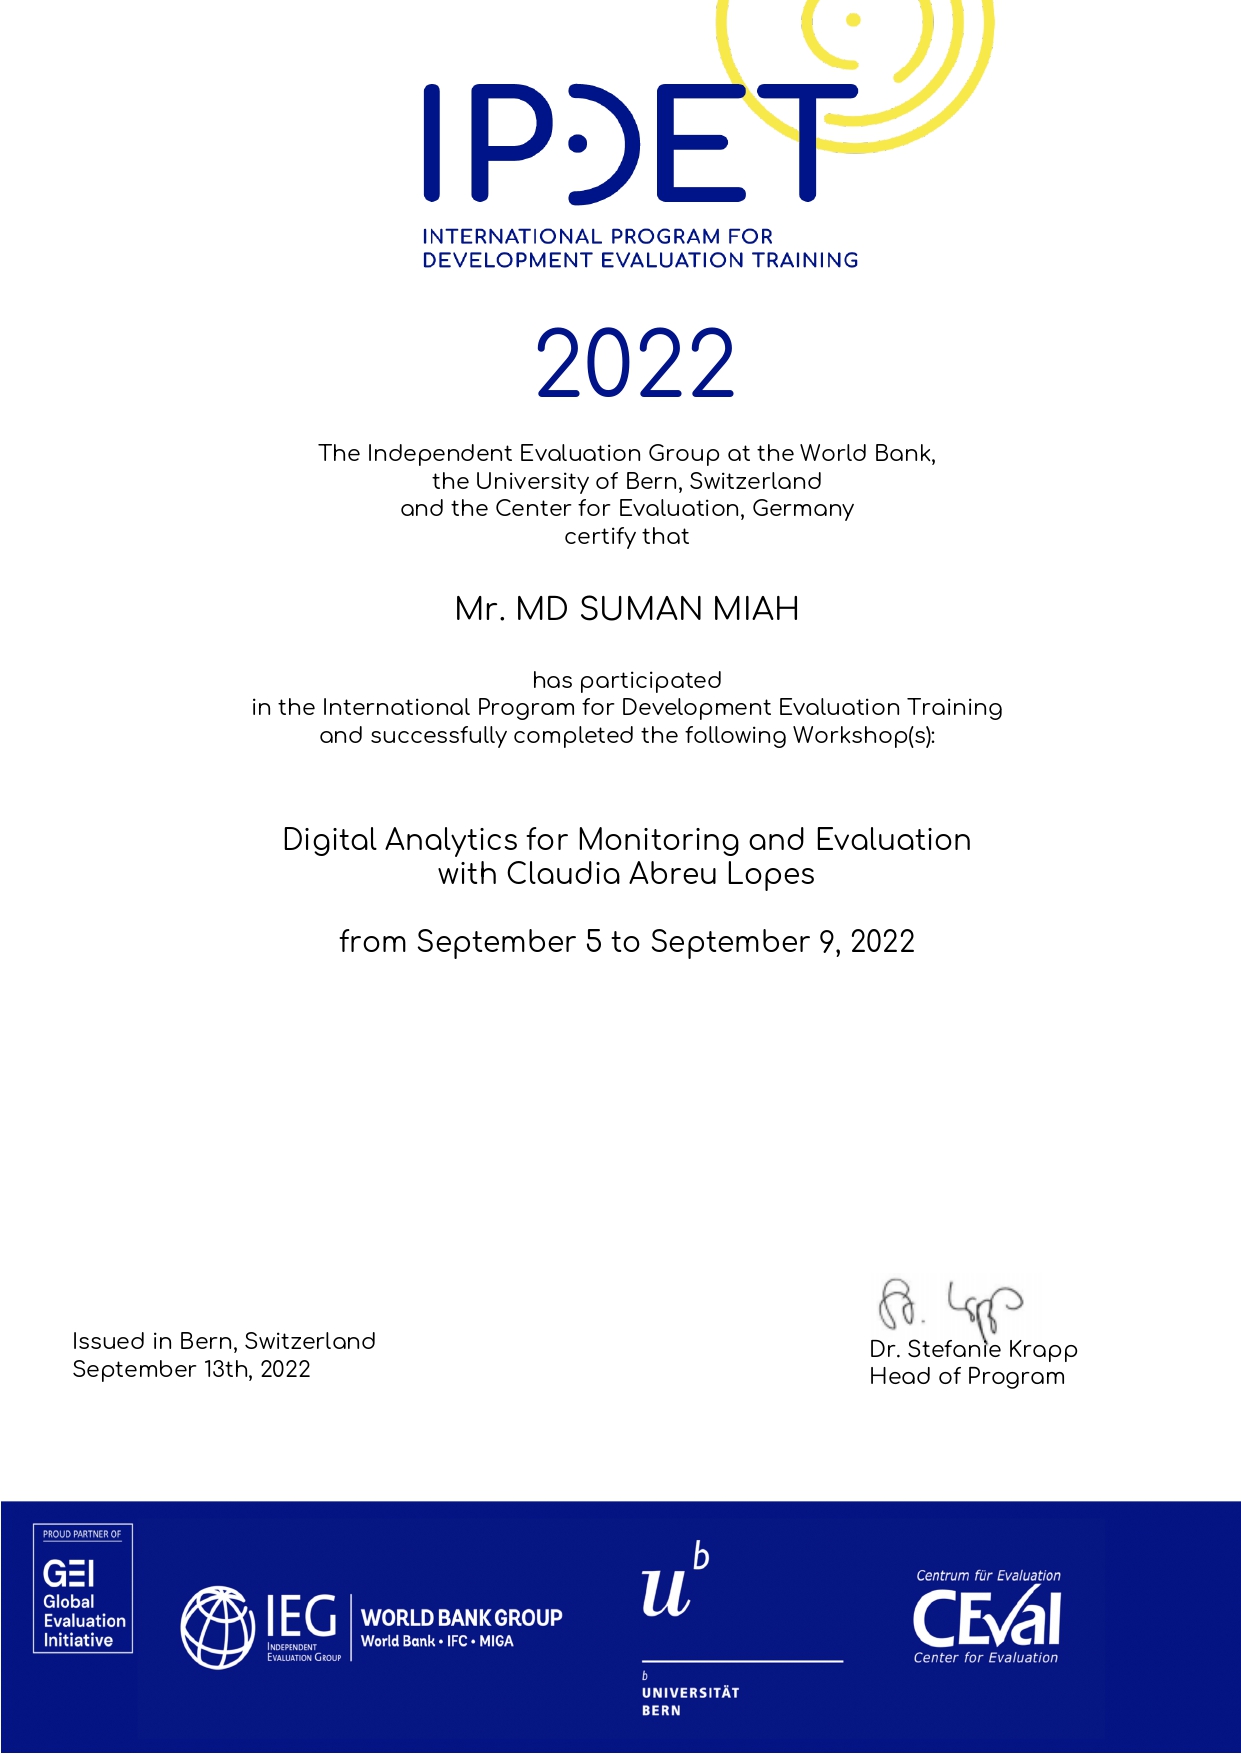 IPDET
INTERNATIONAL PROGRAM FOR
DEVELOPMENT EVALUATION TRAINING
2022
The Independent Evaluation Group at the World Bank,
the University of Bern, Switzerland
and the Center for Evaluation, Germany
certify that
Mr. MD SUMAN MIAH
has participated
in the International Program for Development Evaluation Training
and successfully completed the following Workshop(s):
Digital Analytics for Monitoring and Evaluation
with Claudia Abreu Lopes
from September 5 to September 9, 2022
Issued in Bern, Switzerland
September 13th, 2022
St. Krapp
Dr. Stefanie Krapp
Head of Program
PROUD PARTNER OF
GEI
Global
Evaluation
Initiative
IEG
INDEPENDENT
EVALUATION GROUP
WORLD BANK GROUP
World Bank • IFC • MIGA
u b
b
UNIVERSITÄT
BERN
Centrum für Evaluation
CEval
Center for Evaluation